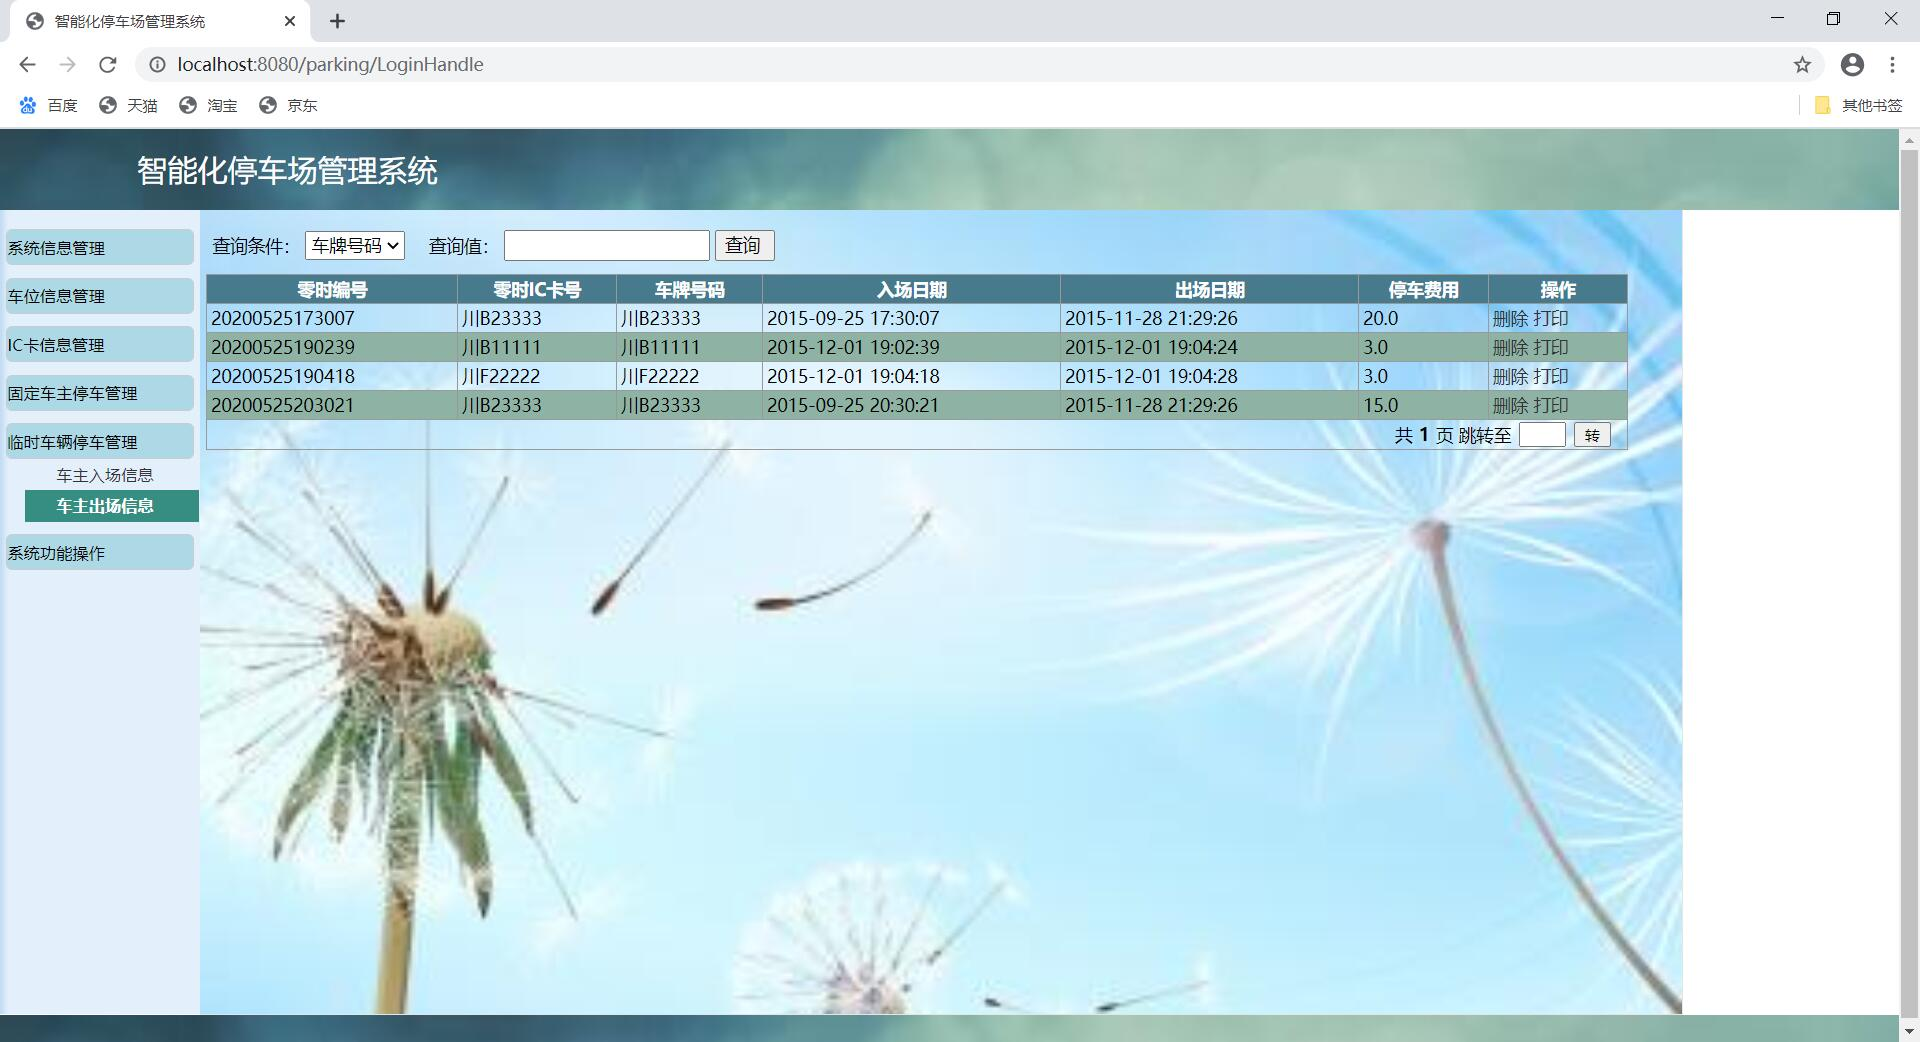 智能化停车场管理系统
localhost:8080/parking/LoginHandle
百度 天猫 淘宝 京东 其他书签
智能化停车场管理系统
系统信息管理
车位信息管理
IC卡信息管理
固定车主停车管理
临时车辆停车管理
车主入场信息
车主出场信息
系统功能操作
查询条件： 车牌号码 查询值： 查询
零时编号 零时IC卡号 车牌号码 入场日期 出场日期 停车费用 操作
20200525173007 川B23333 川B23333 2015-09-25 17:30:07 2015-11-28 21:29:26 20.0 删除 打印
20200525190239 川B11111 川B11111 2015-12-01 19:02:39 2015-12-01 19:04:24 3.0 删除 打印
20200525190418 川F22222 川F22222 2015-12-01 19:04:18 2015-12-01 19:04:28 3.0 删除 打印
20200525203021 川B23333 川B23333 2015-09-25 20:30:21 2015-11-28 21:29:26 15.0 删除 打印
共 1 页 跳转至 转